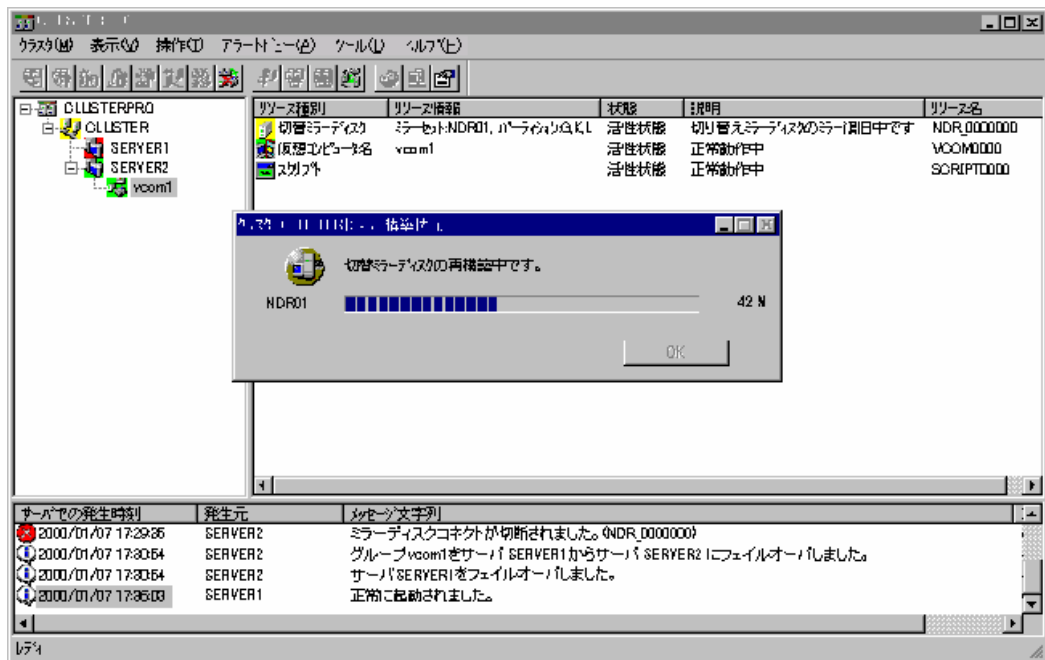 クラスタ(M) 表示(V) 操作(T) アラートビュー(A) ツール(L) ヘルプ(H)
CLUSTERPRO
CLUSTER
SERVER1
SERVER2
vcom1
リソース種別 リソース情報 状態 説明 リソース名
切替ミラーディスク ミラーセット:NDR01, パーティション:G,K,L 活性状態 切り替えミラーディスクのミラー復旧中です NDR_0000000
仮想コンピュータ名 vcom1 活性状態 正常動作中 VCOM0000
スクリプト 活性状態 正常動作中 SCRIPT0000
切替ミラーディスクの再構築中です。
NDR01 42 %
OK
サーバでの発生時刻 発生元 メッセージ文字列
2000/01/07 17:29:35 SERVER2 ミラーディスクコネクトが切断されました。(NDR_0000000)
2000/01/07 17:30:54 SERVER2 グループvcom1をサーバ SERVER1からサーバ SERVER2 にフェイルオーバしました。
2000/01/07 17:30:54 SERVER2 サーバSERVER1をフェイルオーバしました。
2000/01/07 17:36:03 SERVER1 正常に起動されました。
レディ